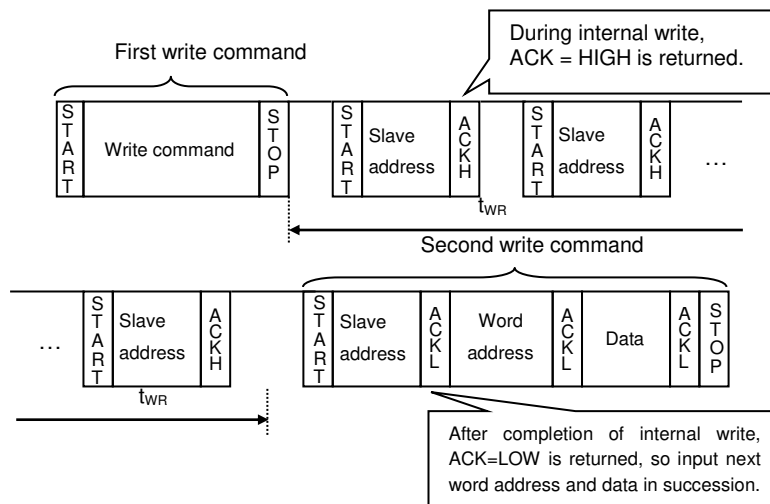 During internal write,
ACK = HIGH is returned.
First write command
START
Write command
STOP
START
Slave
address
ACKH
START
Slave
address
ACKH
…
tWR
Second write command
…
START
Slave
address
ACKH
START
Slave
address
ACKL
Word
address
ACKL
Data
ACKL
STOP
tWR
After completion of internal write,
ACK=LOW is returned, so input next
word address and data in succession.